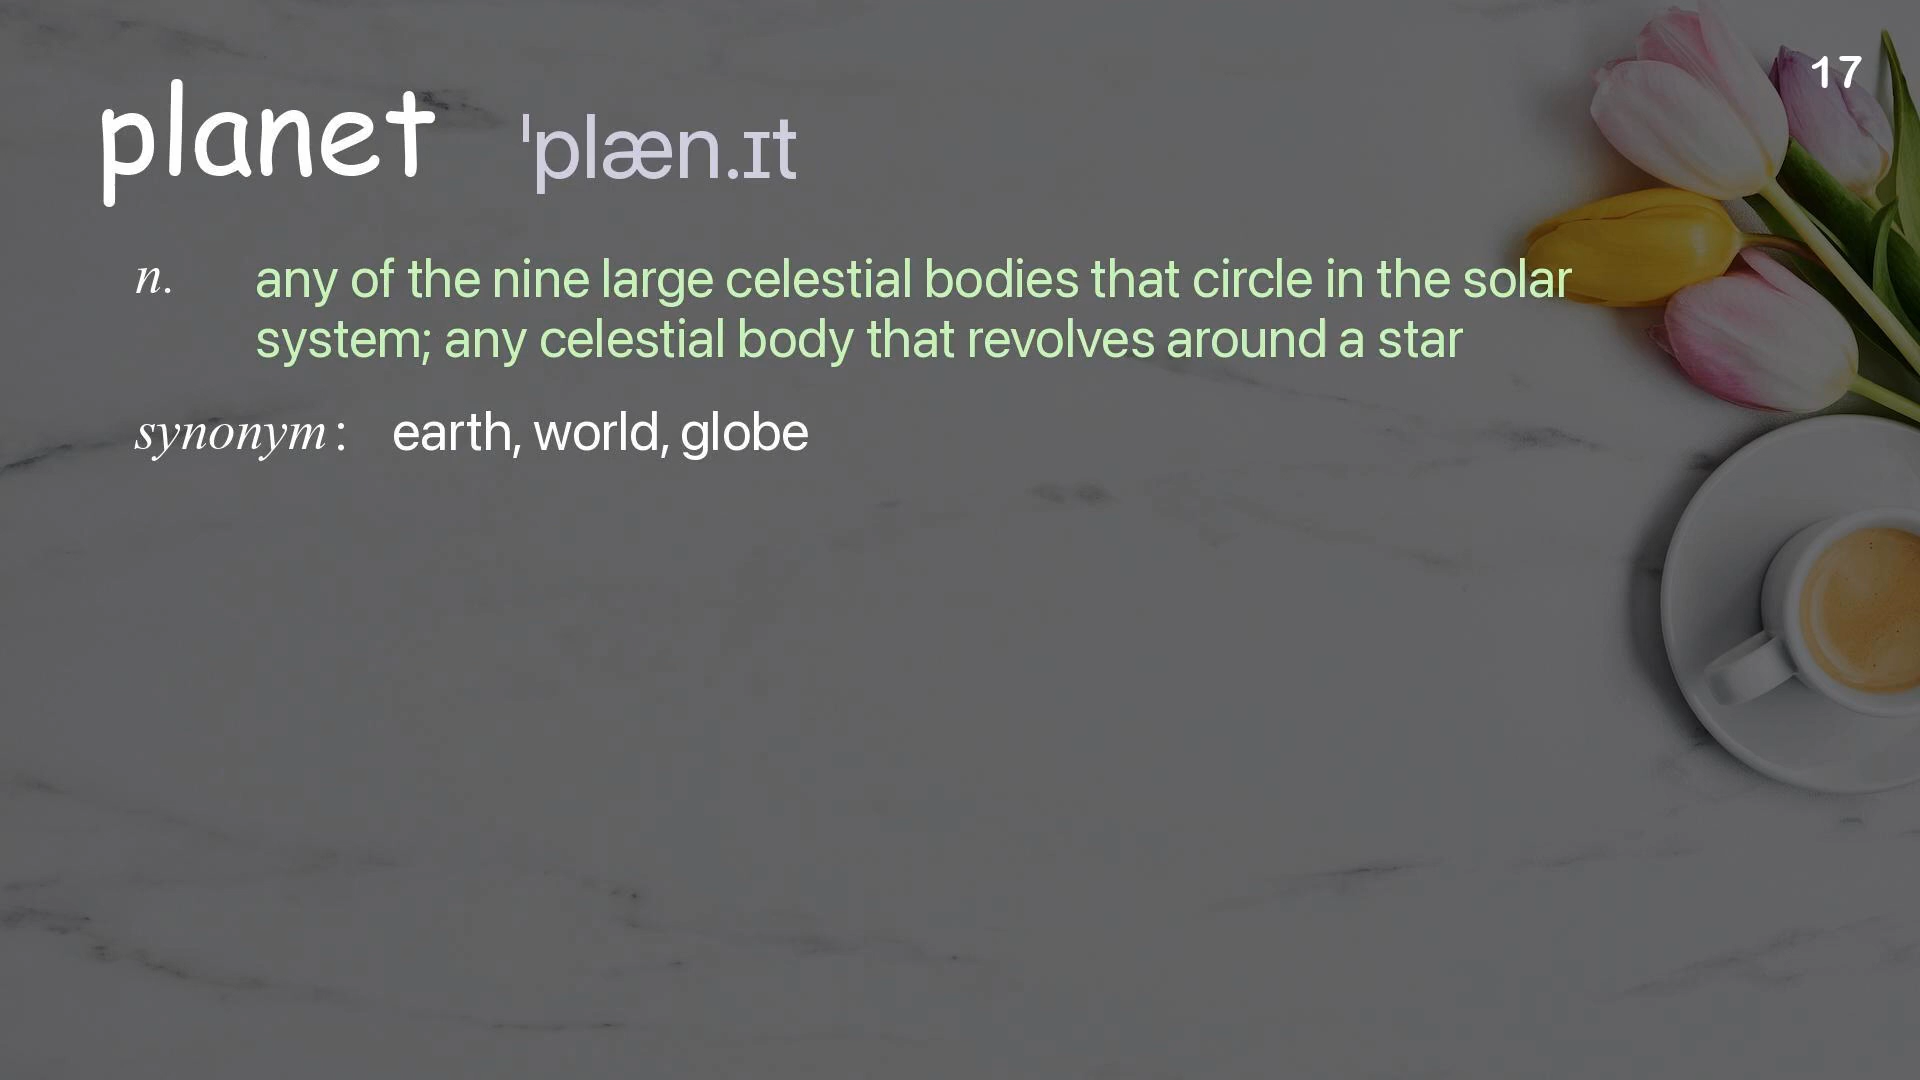 17
planet ˈplæn.ɪt
n. any of the nine large celestial bodies that circle in the solar
system; any celestial body that revolves around a star
synonym: earth, world, globe